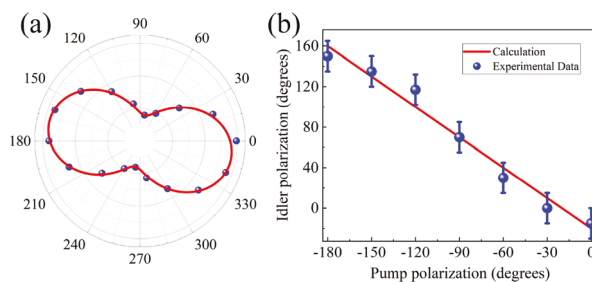 (a)
90
120
60
150
30
180
0
210
330
240
300
270
(b)
160
120
80
40
0
Idler polarization (degrees)
Calculation
Experimental Data
-180 -150 -120 -90 -60 -30 0
Pump polarization (degrees)